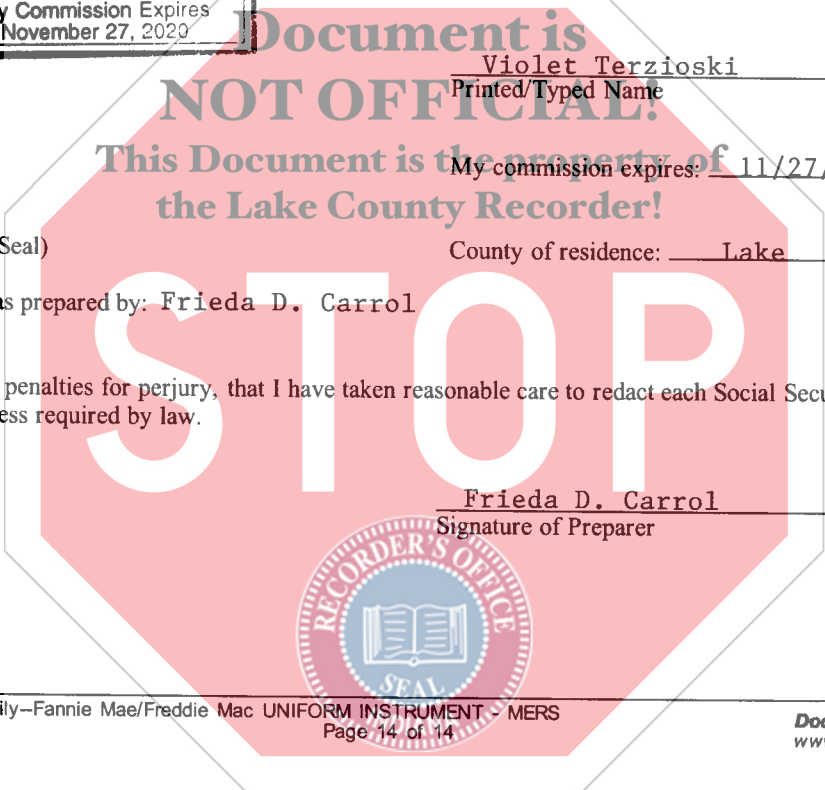 y Commission Expires
November 27, 2020
Document is
NOT OFFICIAL!
This Document is the property of
the Lake County Recorder!
Violet Terzioski
Printed/Typed Name
My commission expires: 11/27/
Seal)
County of residence: Lake
s prepared by: Frieda D. Carrol
penalties for perjury, that I have taken reasonable care to redact each Social Secu
ess required by law.
STOP
Frieda D. Carrol
Signature of Preparer
RECORDER'S OFFICE
SEAL
ily–Fannie Mae/Freddie Mac UNIFORM INSTRUMENT - MERS
Page 14 of 14
Doc
www